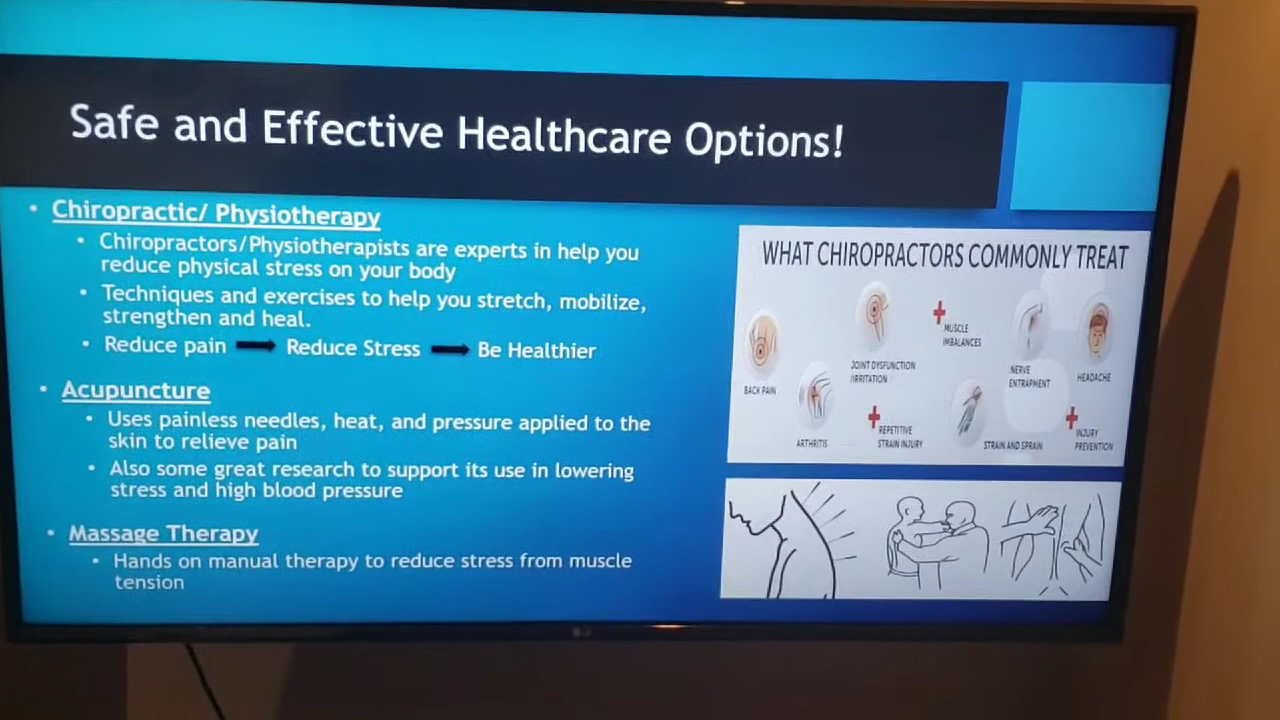 Safe and Effective Healthcare Options!
• Chiropractic/ Physiotherapy
• Chiropractors/Physiotherapists are experts in help you
reduce physical stress on your body
• Techniques and exercises to help you stretch, mobilize,
strengthen and heal.
• Reduce pain ➡ Reduce Stress ➡ Be Healthier
• Acupuncture
• Uses painless needles, heat, and pressure applied to the
skin to relieve pain
• Also some great research to support its use in lowering
stress and high blood pressure
• Massage Therapy
• Hands on manual therapy to reduce stress from muscle
tension
WHAT CHIROPRACTORS COMMONLY TREAT
BACK PAIN
JOINT DYSFUNCTION
/IRRITATION
MUSCLE
IMBALANCES
NERVE
ENTRAPMENT
HEADACHE
ARTHRITIS
REPETITIVE
STRAIN INJURY
STRAIN AND SPRAIN
INJURY
PREVENTION
LG